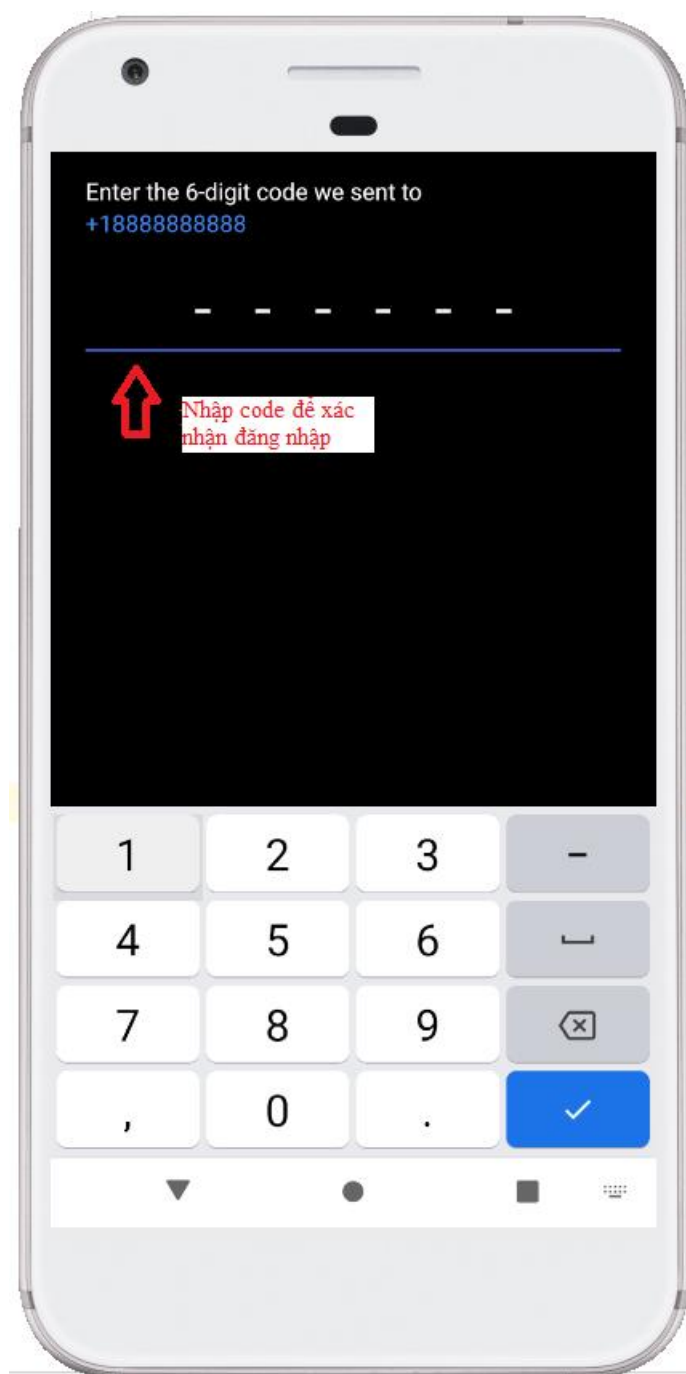 Enter the 6-digit code we sent to
+18888888888
- - - - - -
Nhập code để xác
nhận đăng nhập
1 2 3 -
4 5 6
7 8 9
, 0 .